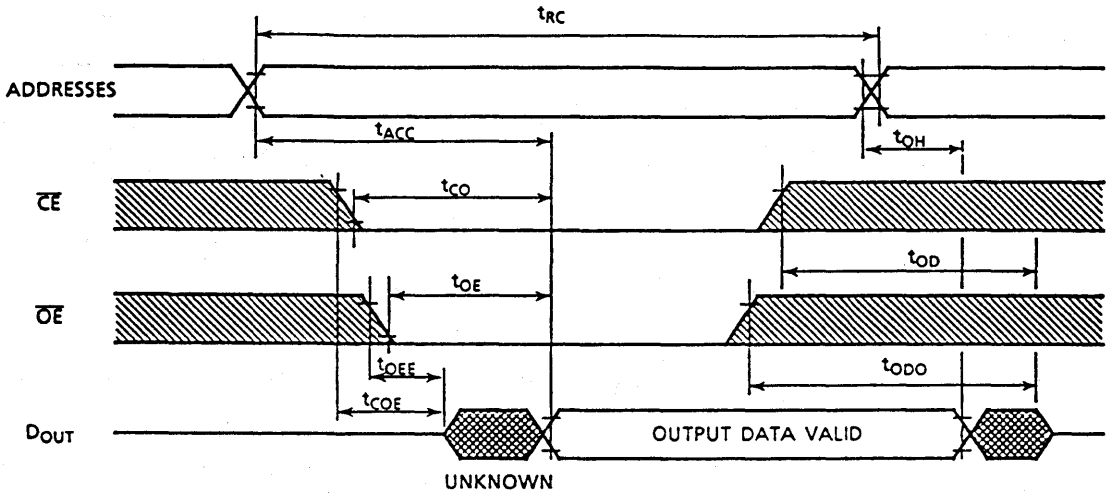 tRC
ADDRESSES
tACC
tOH
CE
tCO
tOD
OE
tOE
tOEE
tODO
tCOE
DOUT
OUTPUT DATA VALID
UNKNOWN